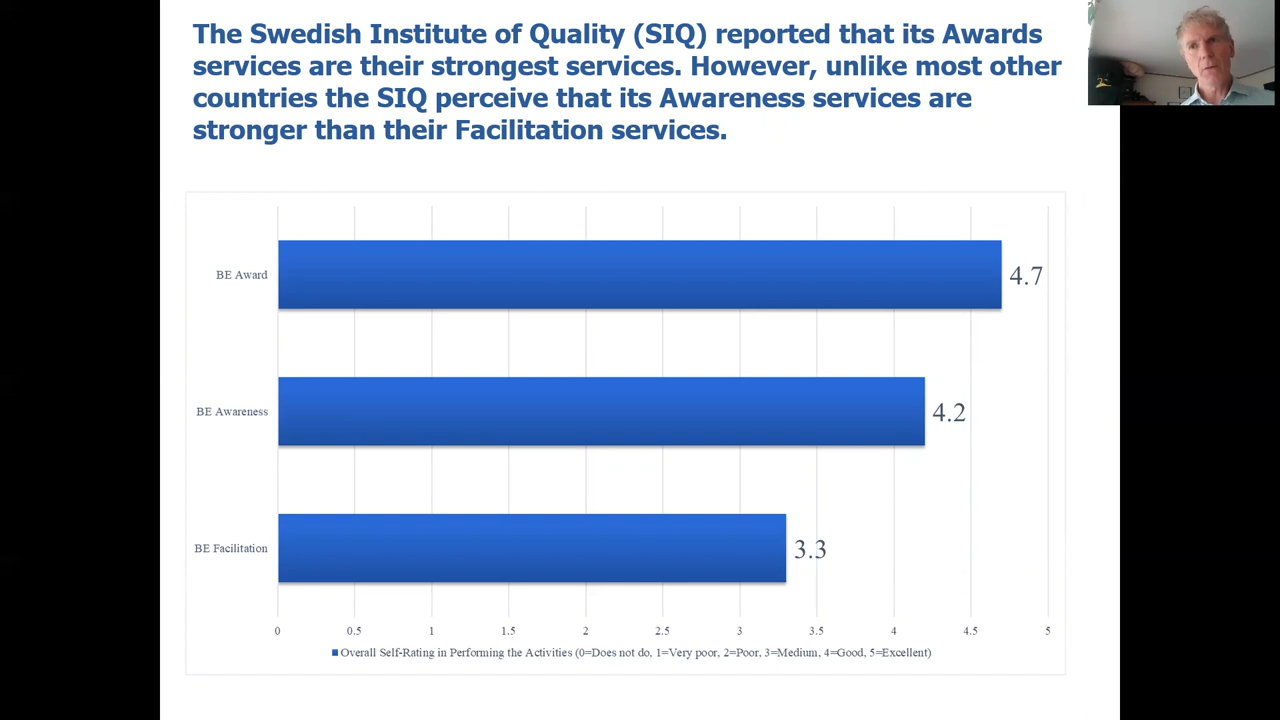 The Swedish Institute of Quality (SIQ) reported that its Awards
services are their strongest services. However, unlike most other
countries the SIQ perceive that its Awareness services are
stronger than their Facilitation services.
BE Award
4.7
BE Awareness
4.2
BE Facilitation
3.3
0 0.5 1 1.5 2 2.5 3 3.5 4 4.5 5
Overall Self-Rating in Performing the Activities (0=Does not do, 1=Very poor, 2=Poor, 3=Medium, 4=Good, 5=Excellent)